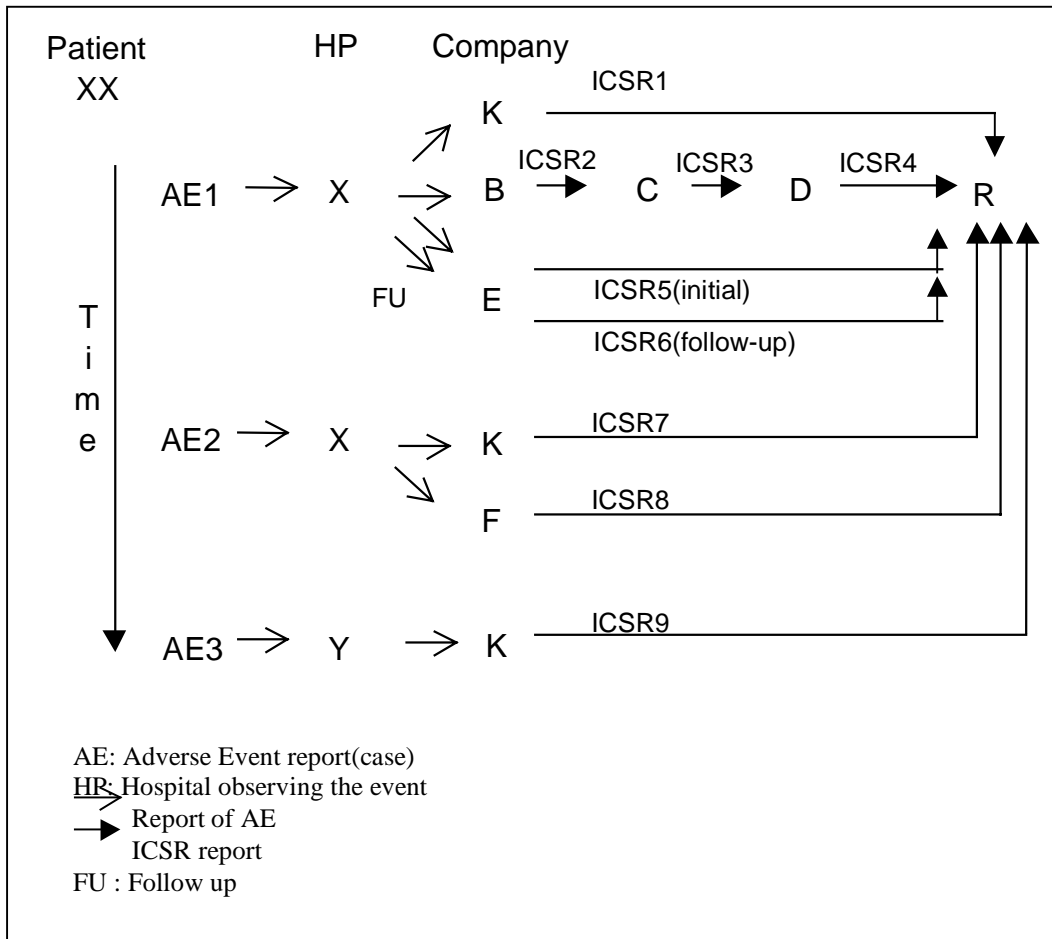 Patient HP Company
XX
ICSR1
K
ICSR2 ICSR3 ICSR4
AE1 X B C D R
FU E ICSR5(initial)
ICSR6(follow-up)
T
i
m
e
ICSR7
AE2 X K
ICSR8
F
ICSR9
AE3 Y K
AE: Adverse Event report(case)
HP: Hospital observing the event
Report of AE
ICSR report
FU : Follow up